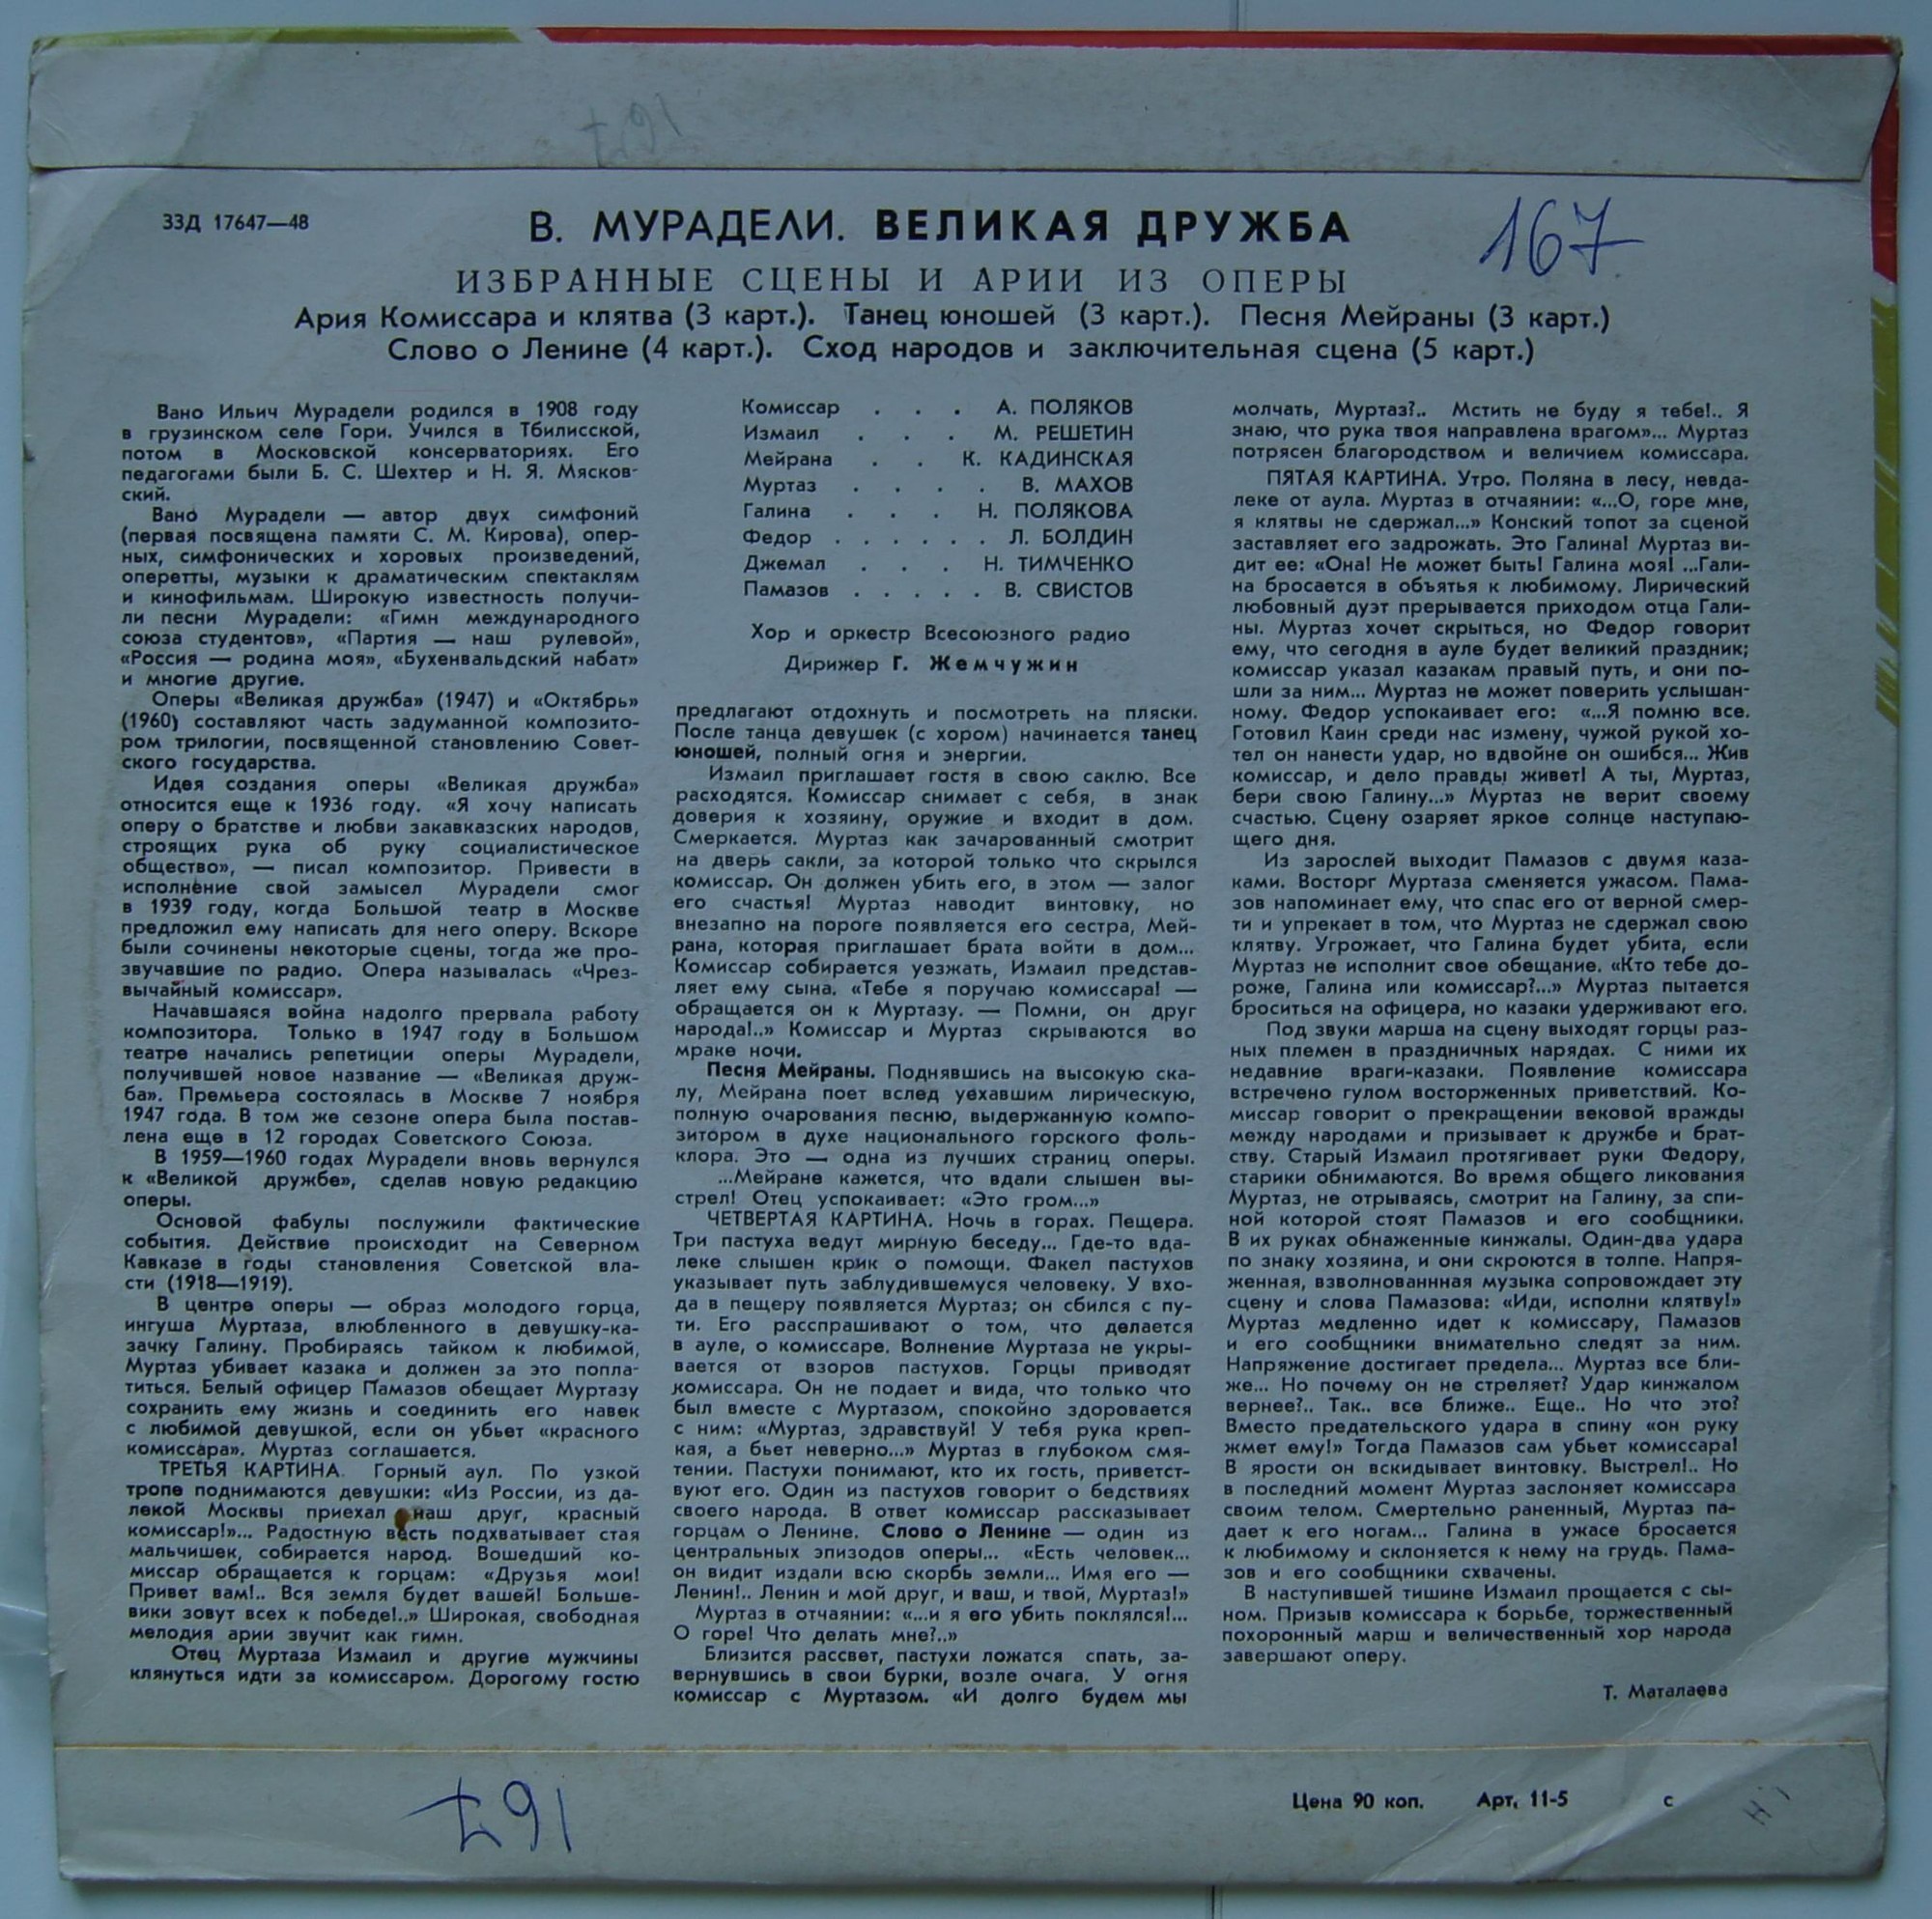 167
33Д 17647—48
В. МУРАДЕЛИ. ВЕЛИКАЯ ДРУЖБА
167
ИЗБРАННЫЕ СЦЕНЫ И АРИИ ИЗ ОПЕРЫ
Ария Комиссара и клятва (3 карт.). Танец юношей (3 карт.). Песня Мейраны (3 карт.)
Слово о Ленине (4 карт.). Сход народов и заключительная сцена (5 карт.)
Вано Ильич Мурадели родился в 1908 году
в грузинском селе Гори. Учился в Тбилисской,
потом в Московской консерваториях. Его
педагогами были Б. С. Шехтер и Н. Я. Мясков-
ский.
Вано Мурадели — автор двух симфоний
(первая посвящена памяти С. М. Кирова), опер-
ных, симфонических и хоровых произведений,
оперетты, музыки к драматическим спектаклям
и кинофильмам. Широкую известность получи-
ли песни Мурадели: «Гимн международного
союза студентов», «Партия — наш рулевой»,
«Россия — родина моя», «Бухенвальдский набат»
и многие другие.
Оперы «Великая дружба» (1947) и «Октябрь»
(1960) составляют часть задуманной композито-
ром трилогии, посвященной становлению Совет-
ского государства.
Идея создания оперы «Великая дружба»
относится еще к 1936 году. «Я хочу написать
оперу о братстве и любви закавказских народов,
строящих рука об руку социалистическое
общество», — писал композитор. Привести в
исполнение свой замысел Мурадели смог
в 1939 году, когда Большой театр в Москве
предложил ему написать для него оперу. Вскоре
были сочинены некоторые сцены, тогда же про-
звучавшие по радио. Опера называлась «Чрез-
вычайный комиссар».
Начавшаяся война надолго прервала работу
композитора. Только в 1947 году в Большом
театре начались репетиции оперы Мурадели,
получившей новое название — «Великая друж-
ба». Премьера состоялась в Москве 7 ноября
1947 года. В том же сезоне опера была постав-
лена еще в 12 городах Советского Союза.
В 1959—1960 годах Мурадели вновь вернулся
к «Великой дружбе», сделав новую редакцию
оперы.
Основой фабулы послужили фактические
события. Действие происходит на Северном
Кавказе в годы становления Советской вла-
сти (1918—1919).
В центре оперы — образ молодого горца,
ингуша Муртаза, влюбленного в девушку-ка-
зачку Галину. Пробираясь тайком к любимой,
Муртаз убивает казака и должен за это попла-
титься. Белый офицер Памазов обещает Муртазу
сохранить ему жизнь и соединить его навек
с любимой девушкой, если он убьет «красного
комиссара». Муртаз соглашается.
ТРЕТЬЯ КАРТИНА. Горный аул. По узкой
тропе поднимаются девушки: «Из России, из да-
лекой Москвы приехал наш друг, красный
комиссар!»... Радостную весть подхватывает стая
мальчишек, собирается народ. Вошедший ко-
миссар обращается к горцам: «Друзья мои!
Привет вам!.. Вся земля будет вашей! Больше-
вики зовут всех к победе!..» Широкая, свободная
мелодия арии звучит как гимн.
Отец Муртаза Измаил и другие мужчины
клянуться идти за комиссаром. Дорогому гостю
Комиссар . . . А. ПОЛЯКОВ
Измаил . . . М. РЕШЕТИН
Мейрана . . К. КАДИНСКАЯ
Муртаз . . . . В. МАХОВ
Галина . . . Н. ПОЛЯКОВА
Федор . . . . . . Л. БОЛДИН
Джемал . . . Н. ТИМЧЕНКО
Памазов . . . . . В. СВИСТОВ
Хор и оркестр Всесоюзного радио
Дирижер Г. Жемчужин
предлагают отдохнуть и посмотреть на пляски.
После танца девушек (с хором) начинается танец
юношей, полный огня и энергии.
Измаил приглашает гостя в свою саклю. Все
расходятся. Комиссар снимает с себя, в знак
доверия к хозяину, оружие и входит в дом.
Смеркается. Муртаз как зачарованный смотрит
на дверь сакли, за которой только что скрылся
комиссар. Он должен убить его, в этом — залог
его счастья! Муртаз наводит винтовку, но
внезапно на пороге появляется его сестра, Мей-
рана, которая приглашает брата войти в дом...
Комиссар собирается уезжать, Измаил представ-
ляет ему сына. «Тебе я поручаю комиссара! —
обращается он к Муртазу. — Помни, он друг
народа!..» Комиссар и Муртаз скрываются во
мраке ночи.
Песня Мейраны. Поднявшись на высокую ска-
лу, Мейрана поет вслед уехавшим лирическую,
полную очарования песню, выдержанную компо-
зитором в духе национального горского фоль-
клора. Это — одна из лучших страниц оперы.
...Мейране кажется, что вдали слышен вы-
стрел! Отец успокаивает: «Это гром...»
ЧЕТВЕРТАЯ КАРТИНА. Ночь в горах. Пещера.
Три пастуха ведут мирную беседу... Где-то вда-
леке слышен крик о помощи. Факел пастухов
указывает путь заблудившемуся человеку. У вхо-
да в пещеру появляется Муртаз; он сбился с пу-
ти. Его расспрашивают о том, что делается
в ауле, о комиссаре. Волнение Муртаза не укры-
вается от взоров пастухов. Горцы приводят
комиссара. Он не подает и вида, что только что
был вместе с Муртазом, спокойно здоровается
с ним: «Муртаз, здравствуй! У тебя рука креп-
кая, а бьет неверно...» Муртаз в глубоком смя-
тении. Пастухи понимают, кто их гость, приветст-
вуют его. Один из пастухов говорит о бедствиях
своего народа. В ответ комиссар рассказывает
горцам о Ленине. Слово о Ленине — один из
центральных эпизодов оперы... «Есть человек...
он видит издали всю скорбь земли... Имя его —
Ленин!.. Ленин и мой друг, и ваш, и твой, Муртаз!»
Муртаз в отчаянии: «...и я его убить поклялся!...
О горе! Что делать мне?..»
Близится рассвет, пастухи ложатся спать, за-
вернувшись в свои бурки, возле очага. У огня
комиссар с Муртазом. «И долго будем мы
молчать, Муртаз?.. Мстить не буду я тебе!.. Я
знаю, что рука твоя направлена врагом»... Муртаз
потрясен благородством и величием комиссара.
ПЯТАЯ КАРТИНА. Утро. Поляна в лесу, невда-
леке от аула. Муртаз в отчаянии: «...О, горе мне,
я клятвы не сдержал...» Конский топот за сценой
заставляет его задрожать. Это Галина! Муртаз ви-
дит ее: «Она! Не может быть! Галина моя! ...Гали-
на бросается в объятья к любимому. Лирический
любовный дуэт прерывается приходом отца Гали-
ны. Муртаз хочет скрыться, но Федор говорит
ему, что сегодня в ауле будет великий праздник;
комиссар указал казакам правый путь, и они по-
шли за ним... Муртаз не может поверить услышан-
ному. Федор успокаивает его: «...Я помню все.
Готовил Каин среди нас измену, чужой рукой хо-
тел он нанести удар, но вдвойне он ошибся... Жив
комиссар, и дело правды живет! А ты, Муртаз,
бери свою Галину...» Муртаз не верит своему
счастью. Сцену озаряет яркое солнце наступаю-
щего дня.
Из зарослей выходит Памазов с двумя каза-
ками. Восторг Муртаза сменяется ужасом. Пама-
зов напоминает ему, что спас его от верной смер-
ти и упрекает в том, что Муртаз не сдержал свою
клятву. Угрожает, что Галина будет убита, если
Муртаз не исполнит свое обещание. «Кто тебе до-
роже, Галина или комиссар?...» Муртаз пытается
броситься на офицера, но казаки удерживают его.
Под звуки марша на сцену выходят горцы раз-
ных племен в праздничных нарядах. С ними их
недавние враги-казаки. Появление комиссара
встречено гулом восторженных приветствий. Ко-
миссар говорит о прекращении вековой вражды
между народами и призывает к дружбе и брат-
ству. Старый Измаил протягивает руки Федору,
старики обнимаются. Во время общего ликования
Муртаз, не отрываясь, смотрит на Галину, за спи-
ной которой стоят Памазов и его сообщники.
В их руках обнаженные кинжалы. Один-два удара
по знаку хозяина, и они скроются в толпе. Напря-
женная, взволнованнная музыка сопровождает эту
сцену и слова Памазова: «Иди, исполни клятву!»
Муртаз медленно идет к комиссару, Памазов
и его сообщники внимательно следят за ним.
Напряжение достигает предела... Муртаз все бли-
же... Но почему он не стреляет? Удар кинжалом
вернее?.. Так.. все ближе.. Еще.. Но что это?
Вместо предательского удара в спину «он руку
жмет ему!» Тогда Памазов сам убьет комиссара!
В ярости он вскидывает винтовку. Выстрел!.. Но
в последний момент Муртаз заслоняет комиссара
своим телом. Смертельно раненный, Муртаз па-
дает к его ногам... Галина в ужасе бросается
к любимому и склоняется к нему на грудь. Пама-
зов и его сообщники схвачены.
В наступившей тишине Измаил прощается с сы-
ном. Призыв комиссара к борьбе, торжественный
похоронный марш и величественный хор народа
завершают оперу.
Т. Маталаева
167
Цена 90 коп. Арт. 11-5 с